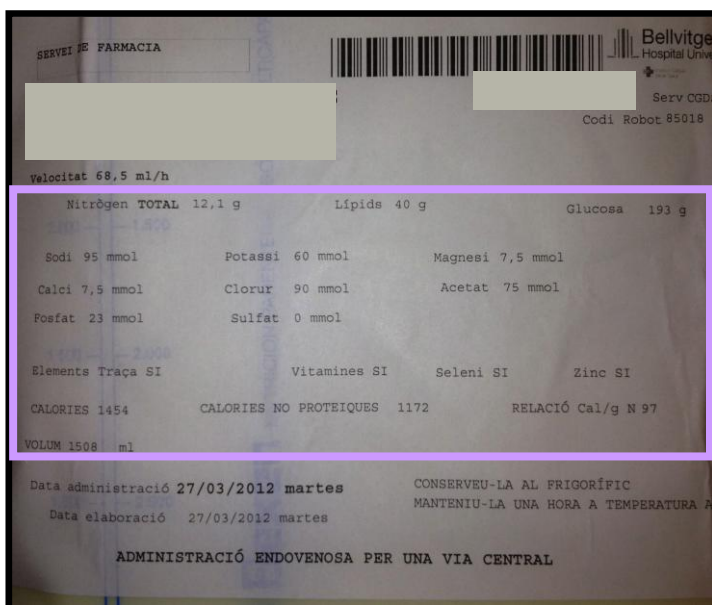 SERVEI DE FARMACIA
Bellvitge
Hospital Unive
Serv CGD
Codi Robot 85018
Velocitat 68,5 ml/h
Nitrògen TOTAL 12,1 g Lípids 40 g Glucosa 193 g
Sodi 95 mmol Potassi 60 mmol Magnesi 7,5 mmol
Calci 7,5 mmol Clorur 90 mmol Acetat 75 mmol
Fosfat 23 mmol Sulfat 0 mmol
Elements Traça SI Vitamines SI Seleni SI Zinc SI
CALORIES 1454 CALORIES NO PROTEIQUES 1172 RELACIÓ Cal/g N 97
VOLUM 1508 ml
Data administració 27/03/2012 martes CONSERVEU-LA AL FRIGORÍFIC
MANTENIU-LA UNA HORA A TEMPERATURA A
Data elaboració 27/03/2012 martes
ADMINISTRACIÓ ENDOVENOSA PER UNA VIA CENTRAL